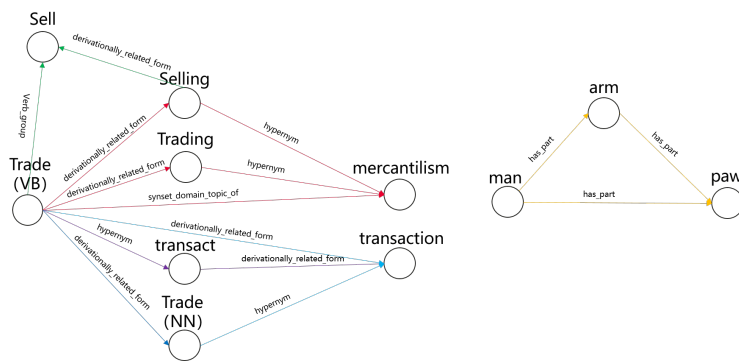 Sell
derivationally_related_form
Selling
Verb_group
derivationally_related_form
hypernym
Trading
derivationally_related_form
hypernym
Trade
(VB)
synset_domain_topic_of
mercantilism
derivationally_related_form
hypernym
transact
derivationally_related_form
transaction
derivationally_related_form
Trade
(NN)
hypernym
arm
has_part
has_part
man
has_part
paw